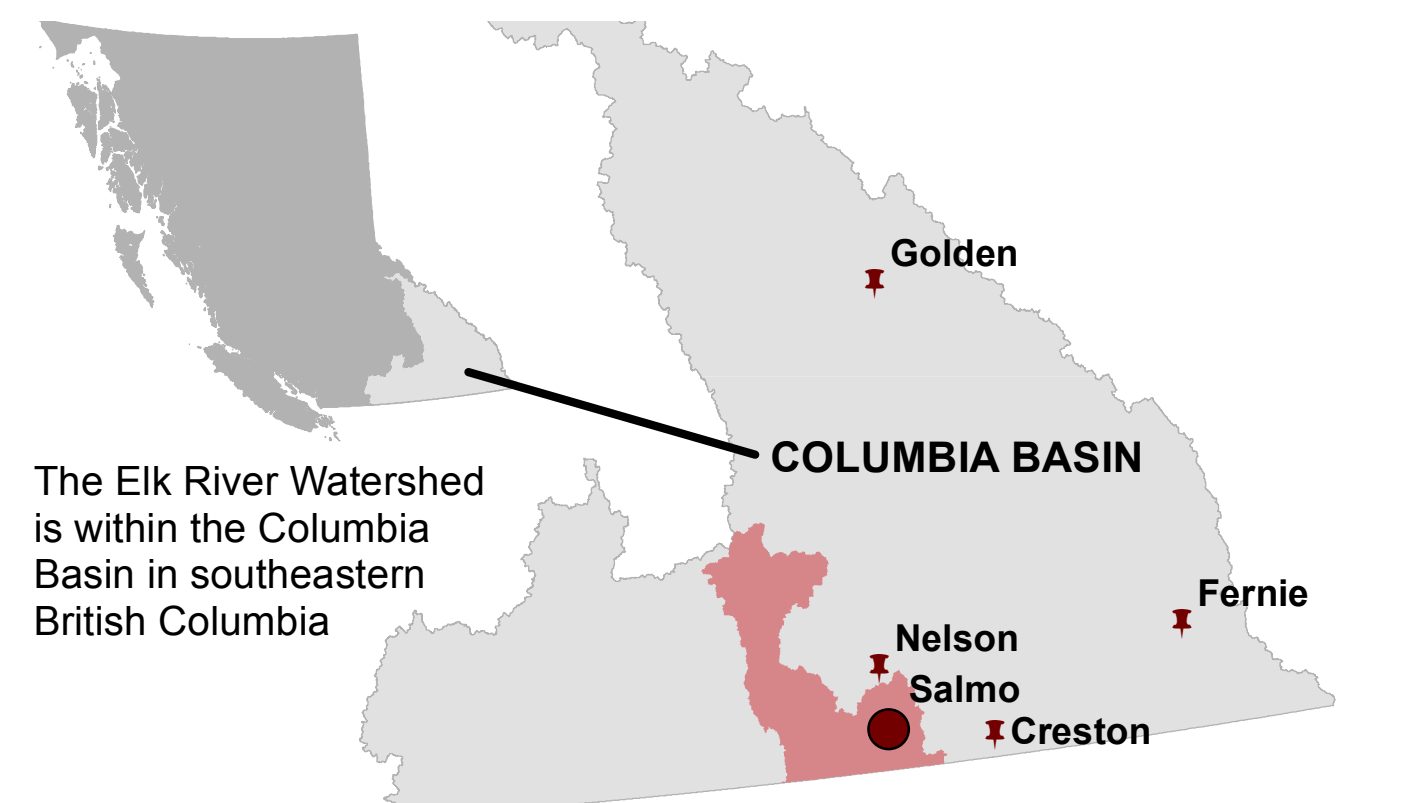 Golden
COLUMBIA BASIN
The Elk River Watershed
is within the Columbia
Basin in southeastern
British Columbia
Fernie
Nelson
Salmo
Creston